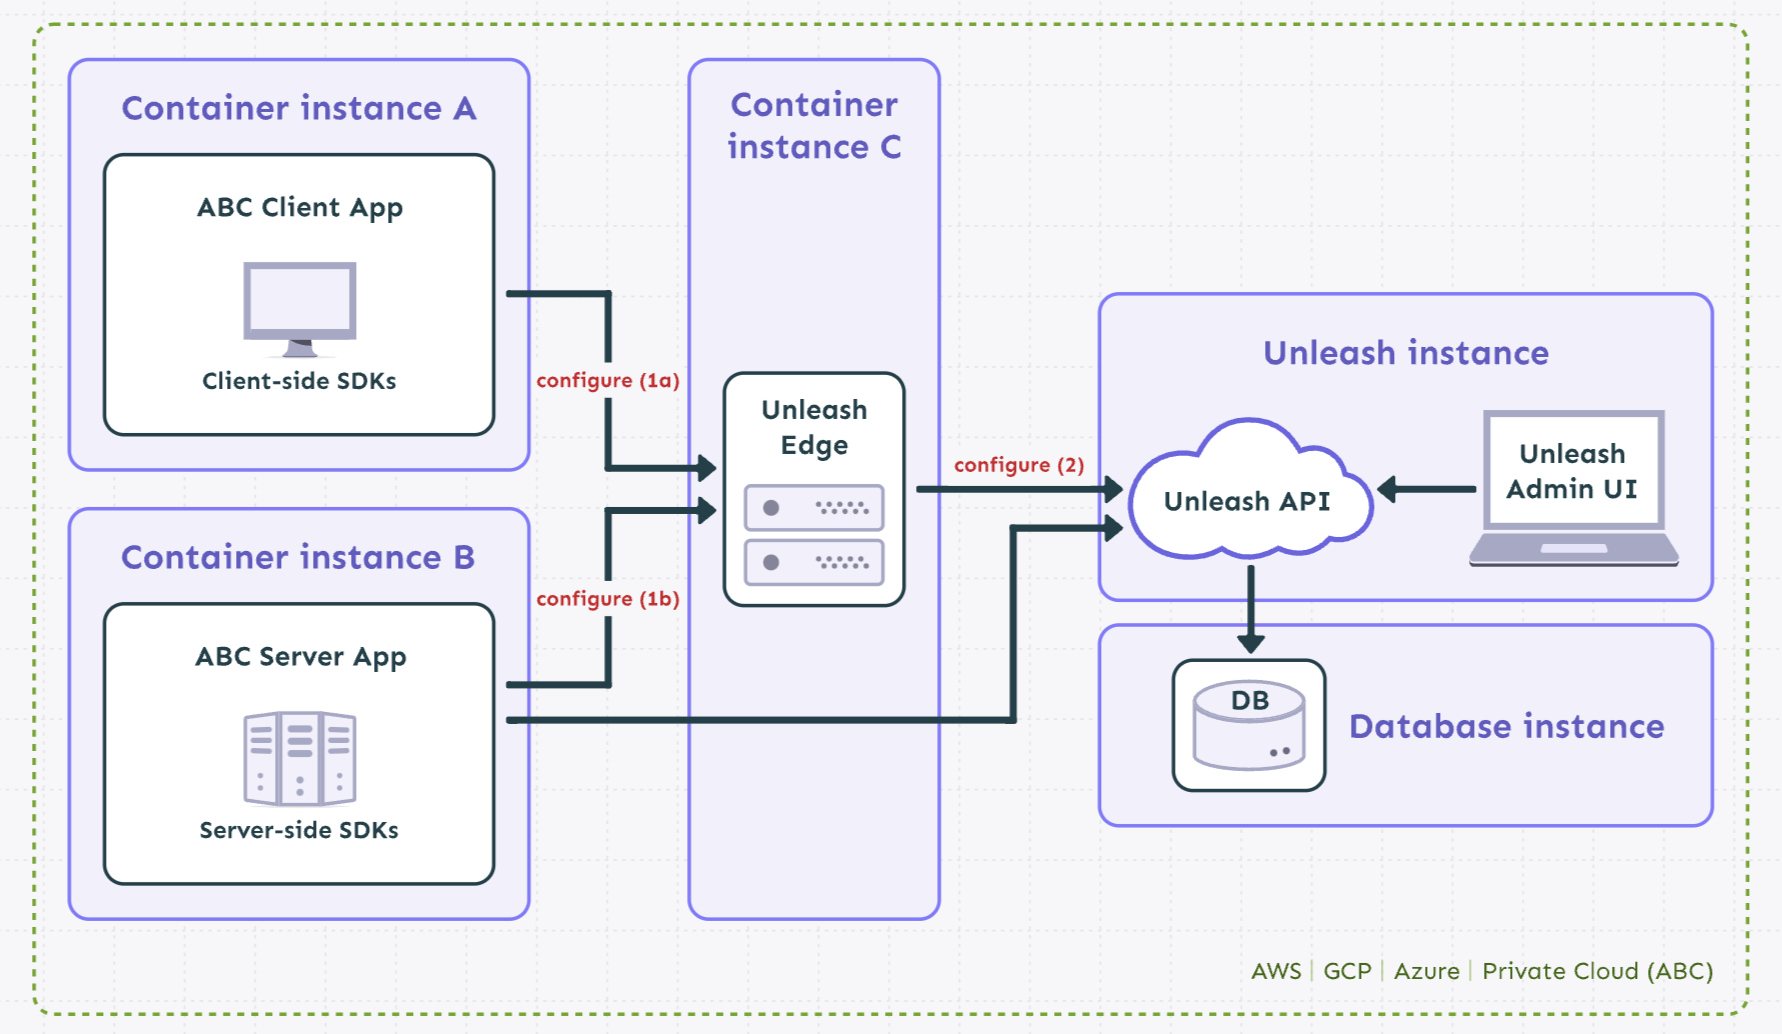 Container instance A
ABC Client App
Client-side SDKs
configure (1a)
Container instance B
ABC Server App
Server-side SDKs
configure (1b)
Container
instance C
Unleash
Edge
configure (2)
Unleash instance
Unleash API
Unleash
Admin UI
DB
Database instance
AWS | GCP | Azure | Private Cloud (ABC)